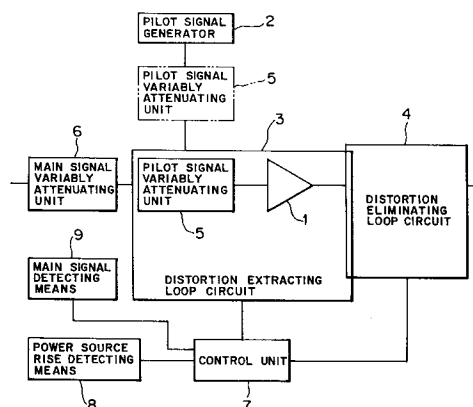 PILOT SIGNAL
GENERATOR
2
PILOT SIGNAL
VARIABLY
ATTENUATING
UNIT
5
3
4
6
MAIN SIGNAL
VARIABLY
ATTENUATING
UNIT
PILOT SIGNAL
VARIABLY
ATTENUATING
UNIT
5
1
DISTORTION
ELIMINATING
LOOP CIRCUIT
9
MAIN SIGNAL
DETECTING
MEANS
DISTORTION EXTRACTING
LOOP CIRCUIT
POWER SOURCE
RISE DETECTING
MEANS
8
CONTROL UNIT
7